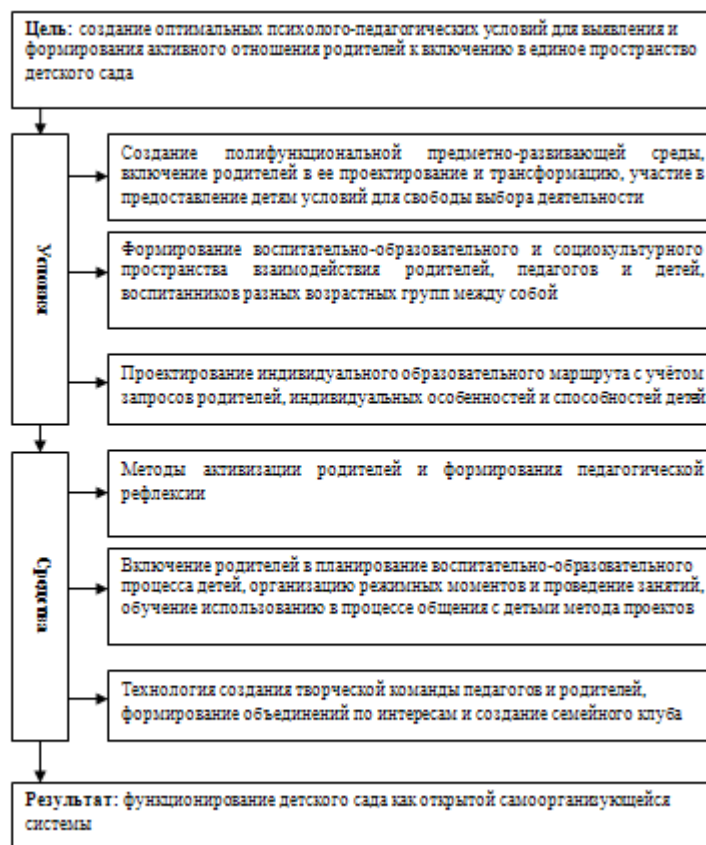 Цель: создание оптимальных психолого-педагогических условий для выявления и
формирования активного отношения родителей к включению в единое пространство
детского сада
Условия
Создание полифункциональной предметно-развивающей среды,
включение родителей в ее проектирование и трансформацию, участие в
предоставление детям условий для свободы выбора деятельности
Формирование воспитательно-образовательного и социокультурного
пространства взаимодействия родителей, педагогов и детей,
воспитанников разных возрастных групп между собой
Проектирование индивидуального образовательного маршрута с учётом
запросов родителей, индивидуальных особенностей и способностей детей
Средства
Методы активизации родителей и формирования педагогической
рефлексии
Включение родителей в планирование воспитательно-образовательного
процесса детей, организацию режимных моментов и проведение занятий,
обучение использованию в процессе общения с детьми метода проектов
Технология создания творческой команды педагогов и родителей,
формирование объединений по интересам и создание семейного клуба
Результат: функционирование детского сада как открытой самоорганизующейся
системы